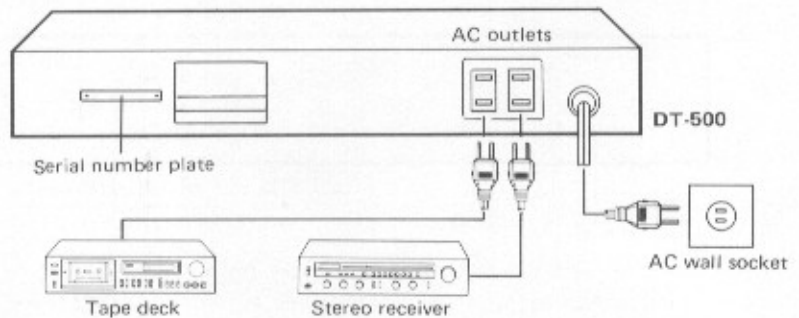 AC outlets
DT-500
Serial number plate
AC wall socket
Tape deck
Stereo receiver